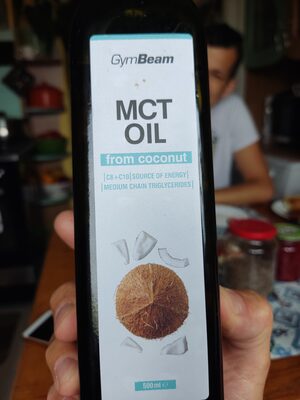 GymBeam
MCT
OIL
from coconut
|C8+C10|SOURCE OF ENERGY|
|MEDIUM CHAIN TRIGLYCERIDES|
500 ml ℮